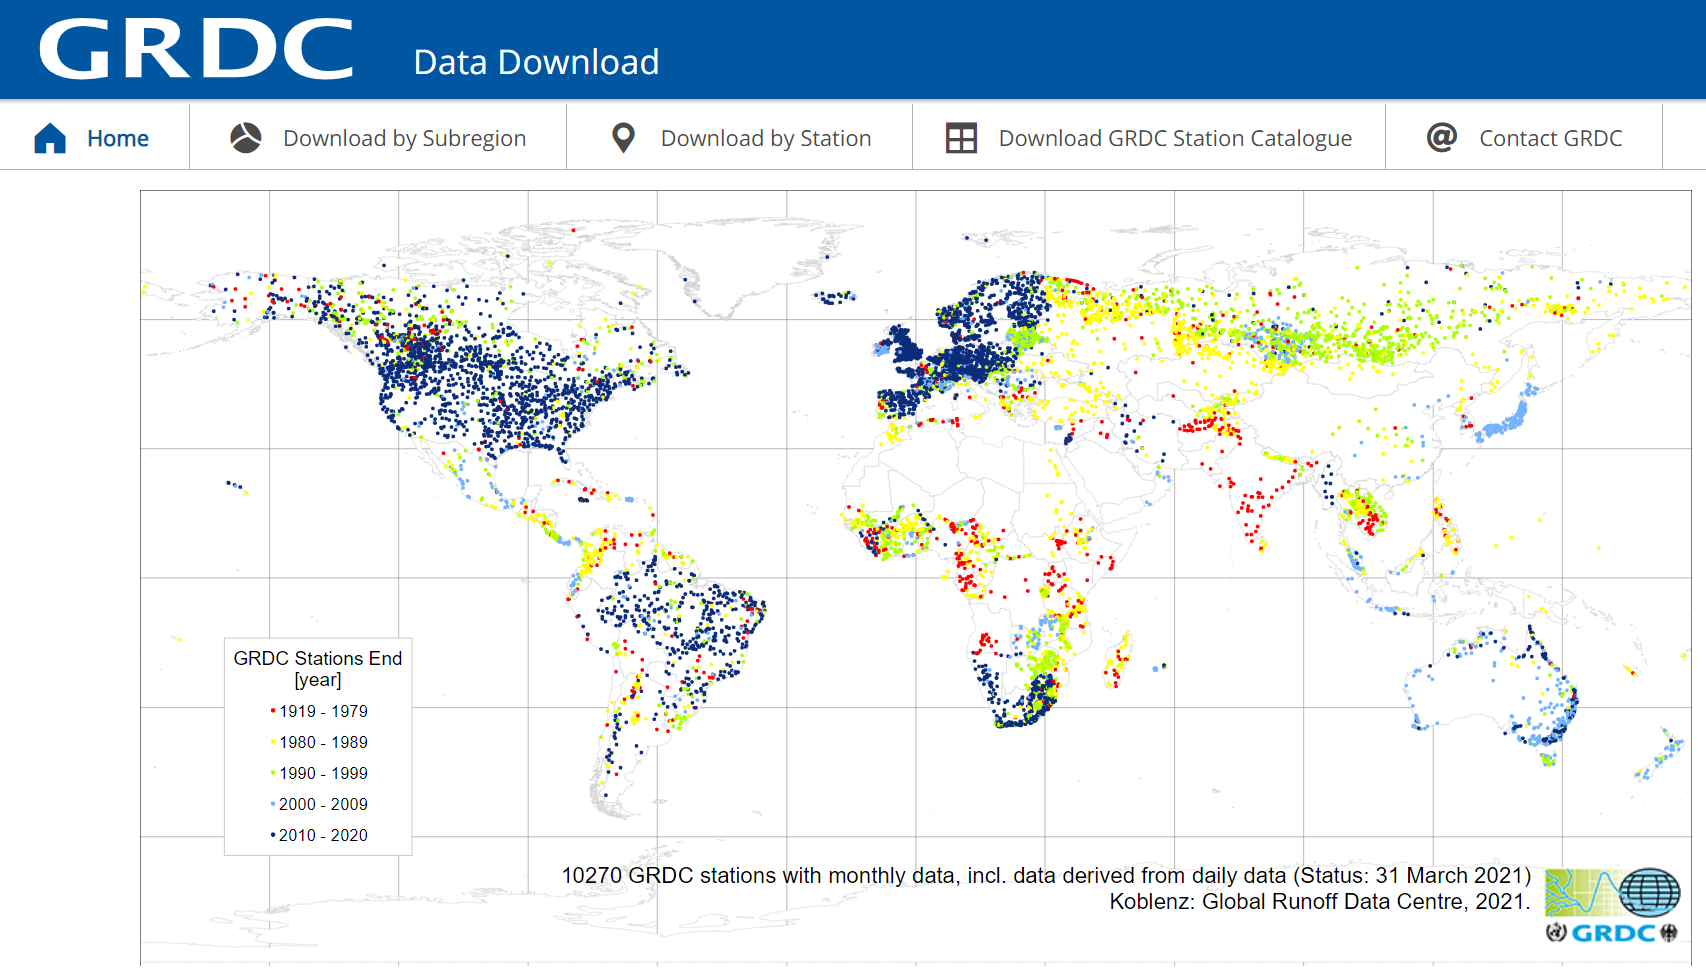 GRDC
Data Download
Home
Download by Subregion
Download by Station
Download GRDC Station Catalogue
Contact GRDC
GRDC Stations End
[year]
1919 - 1979
1980 - 1989
1990 - 1999
2000 - 2009
2010 - 2020
10270 GRDC stations with monthly data, incl. data derived from daily data (Status: 31 March 2021)
Koblenz: Global Runoff Data Centre, 2021.
GRDC